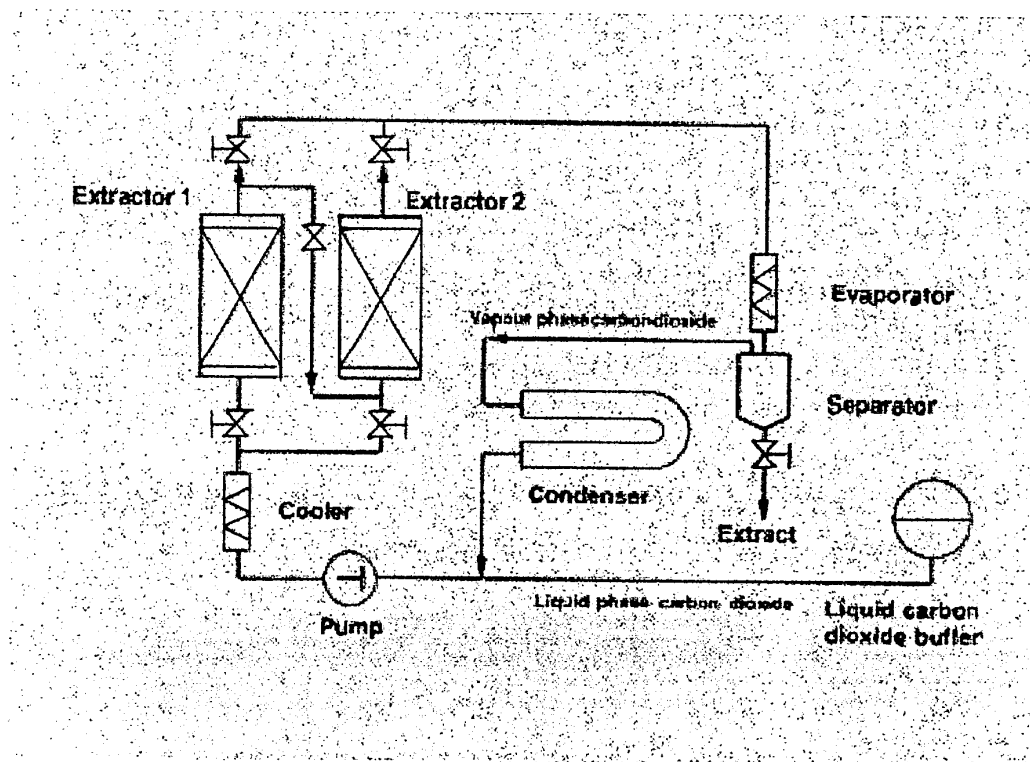 Extractor 1
Extractor 2
Evaporator
Vapour phase carbon dioxide
Separator
Condenser
Cooler
Extract
Liquid phase carbon dioxide
Pump
Liquid carbon
dioxide buffer